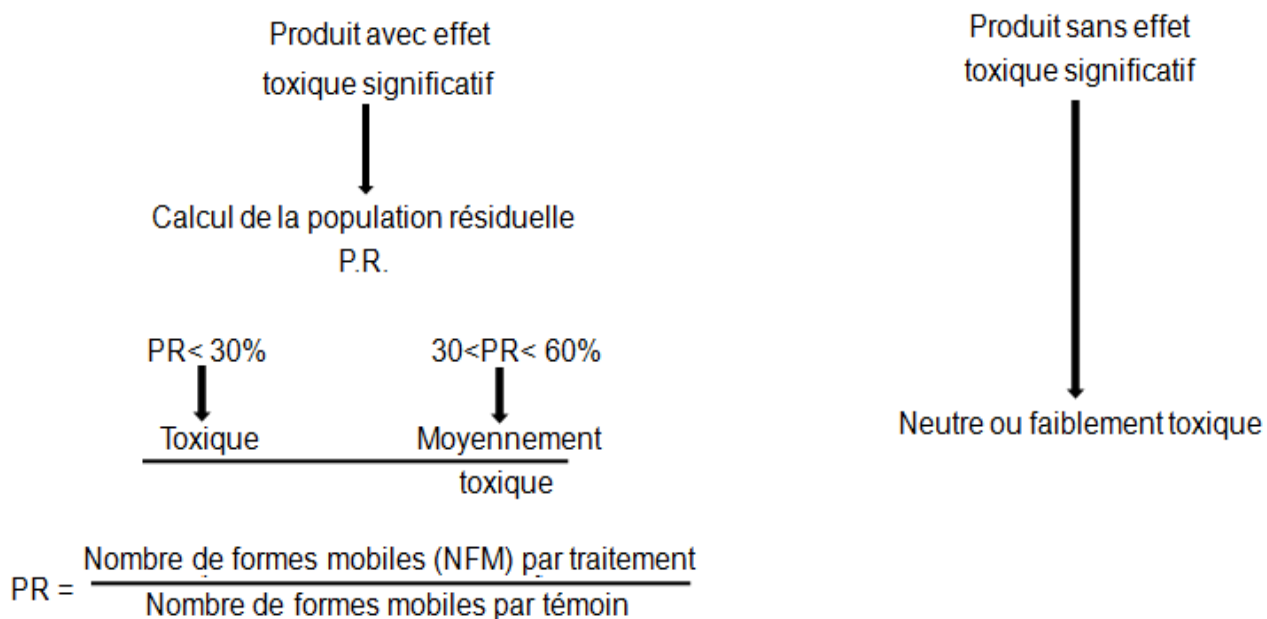 Produit avec effet
toxique significatif
Calcul de la population résiduelle
P.R.
PR< 30%
30<PR< 60%
Toxique
Moyennement
toxique
PR =
Nombre de formes mobiles (NFM) par traitement
Nombre de formes mobiles par témoin
Produit sans effet
toxique significatif
Neutre ou faiblement toxique